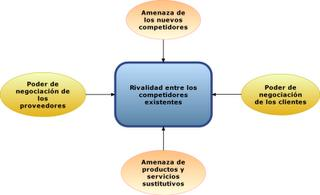 Amenaza de
los nuevos
competidores
Poder de
negociación de
los
proveedores
Rivalidad entre los
competidores
existentes
Poder de
negociación
de los clientes
Amenaza de
productos y
servicios
sustitutivos